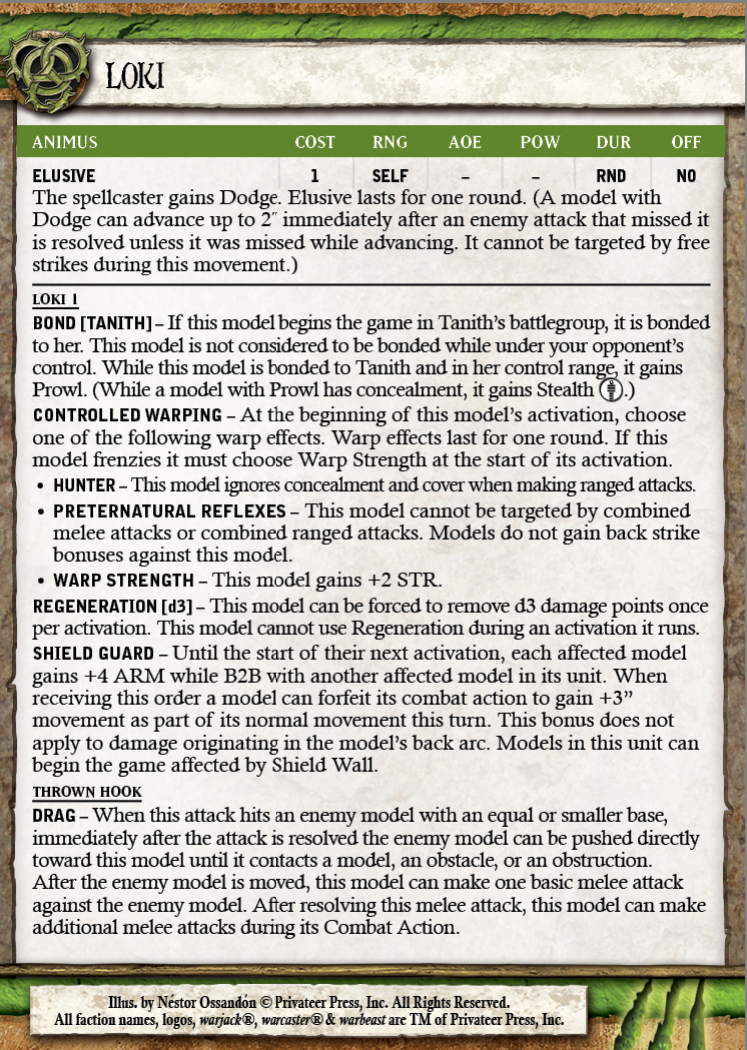 LOKI
ANIMUS COST RNG AOE POW DUR OFF
ELUSIVE 1 SELF – – RND NO
The spellcaster gains Dodge. Elusive lasts for one round. (A model with
Dodge can advance up to 2˝ immediately after an enemy attack that missed it
is resolved unless it was missed while advancing. It cannot be targeted by free
strikes during this movement.)
LOKI 1
BOND [TANITH] – If this model begins the game in Tanith's battlegroup, it is bonded
to her. This model is not considered to be bonded while under your opponent's
control. While this model is bonded to Tanith and in her control range, it gains
Prowl. (While a model with Prowl has concealment, it gains Stealth .)
CONTROLLED WARPING – At the beginning of this model's activation, choose
one of the following warp effects. Warp effects last for one round. If this
model frenzies it must choose Warp Strength at the start of its activation.
• HUNTER – This model ignores concealment and cover when making ranged attacks.
• PRETERNATURAL REFLEXES – This model cannot be targeted by combined
melee attacks or combined ranged attacks. Models do not gain back strike
bonuses against this model.
• WARP STRENGTH – This model gains +2 STR.
REGENERATION [d3] – This model can be forced to remove d3 damage points once
per activation. This model cannot use Regeneration during an activation it runs.
SHIELD GUARD – Until the start of their next activation, each affected model
gains +4 ARM while B2B with another affected model in its unit. When
receiving this order a model can forfeit its combat action to gain +3”
movement as part of its normal movement this turn. This bonus does not
apply to damage originating in the model's back arc. Models in this unit can
begin the game affected by Shield Wall.
THROWN HOOK
DRAG – When this attack hits an enemy model with an equal or smaller base,
immediately after the attack is resolved the enemy model can be pushed directly
toward this model until it contacts a model, an obstacle, or an obstruction.
After the enemy model is moved, this model can make one basic melee attack
against the enemy model. After resolving this melee attack, this model can make
additional melee attacks during its Combat Action.
Illus. by Néstor Ossandón © Privateer Press, Inc. All Rights Reserved.
All faction names, logos, warjack®, warcaster® & warbeast are TM of Privateer Press, Inc.